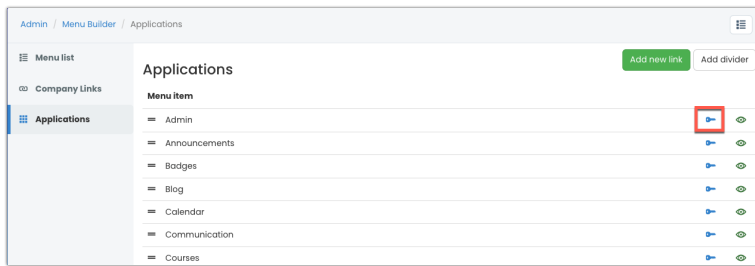 Admin / Menu Builder / Applications
Menu list
Company Links
Applications
Applications
Add new link
Add divider
Menu item
Admin
Announcements
Badges
Blog
Calendar
Communication
Courses